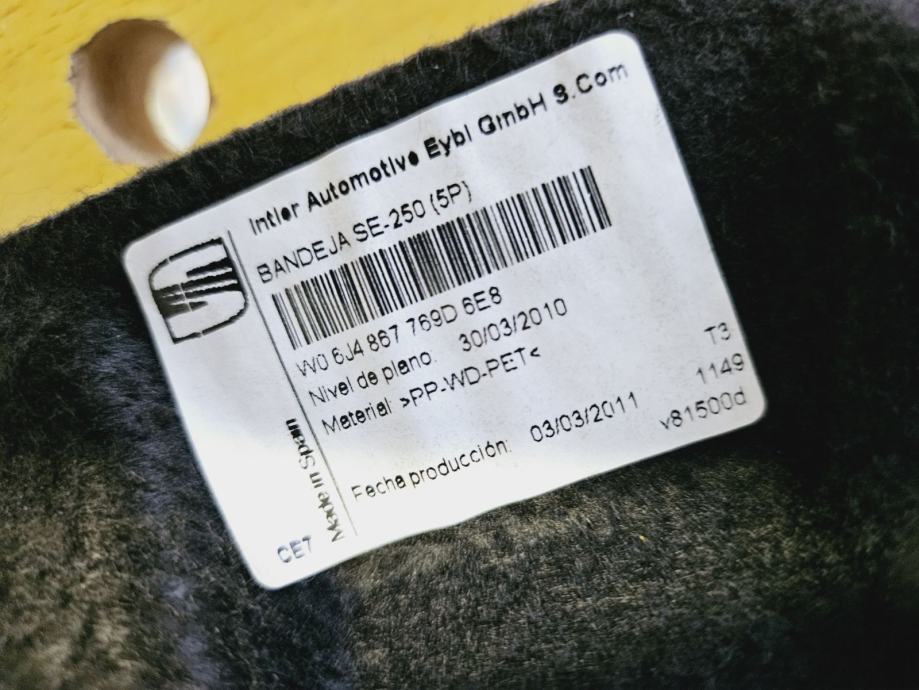 Intier Automotive Eybl GmbH S.Com
BANDEJA SE-250 (5P)
W0 6J4 867 769D 6E8
Nivel de plano: 30/03/2010
Material: >PP-WD-PET<
T3
1149
Fecha producción: 03/03/2011
v81500d
Made in Spain
CE7